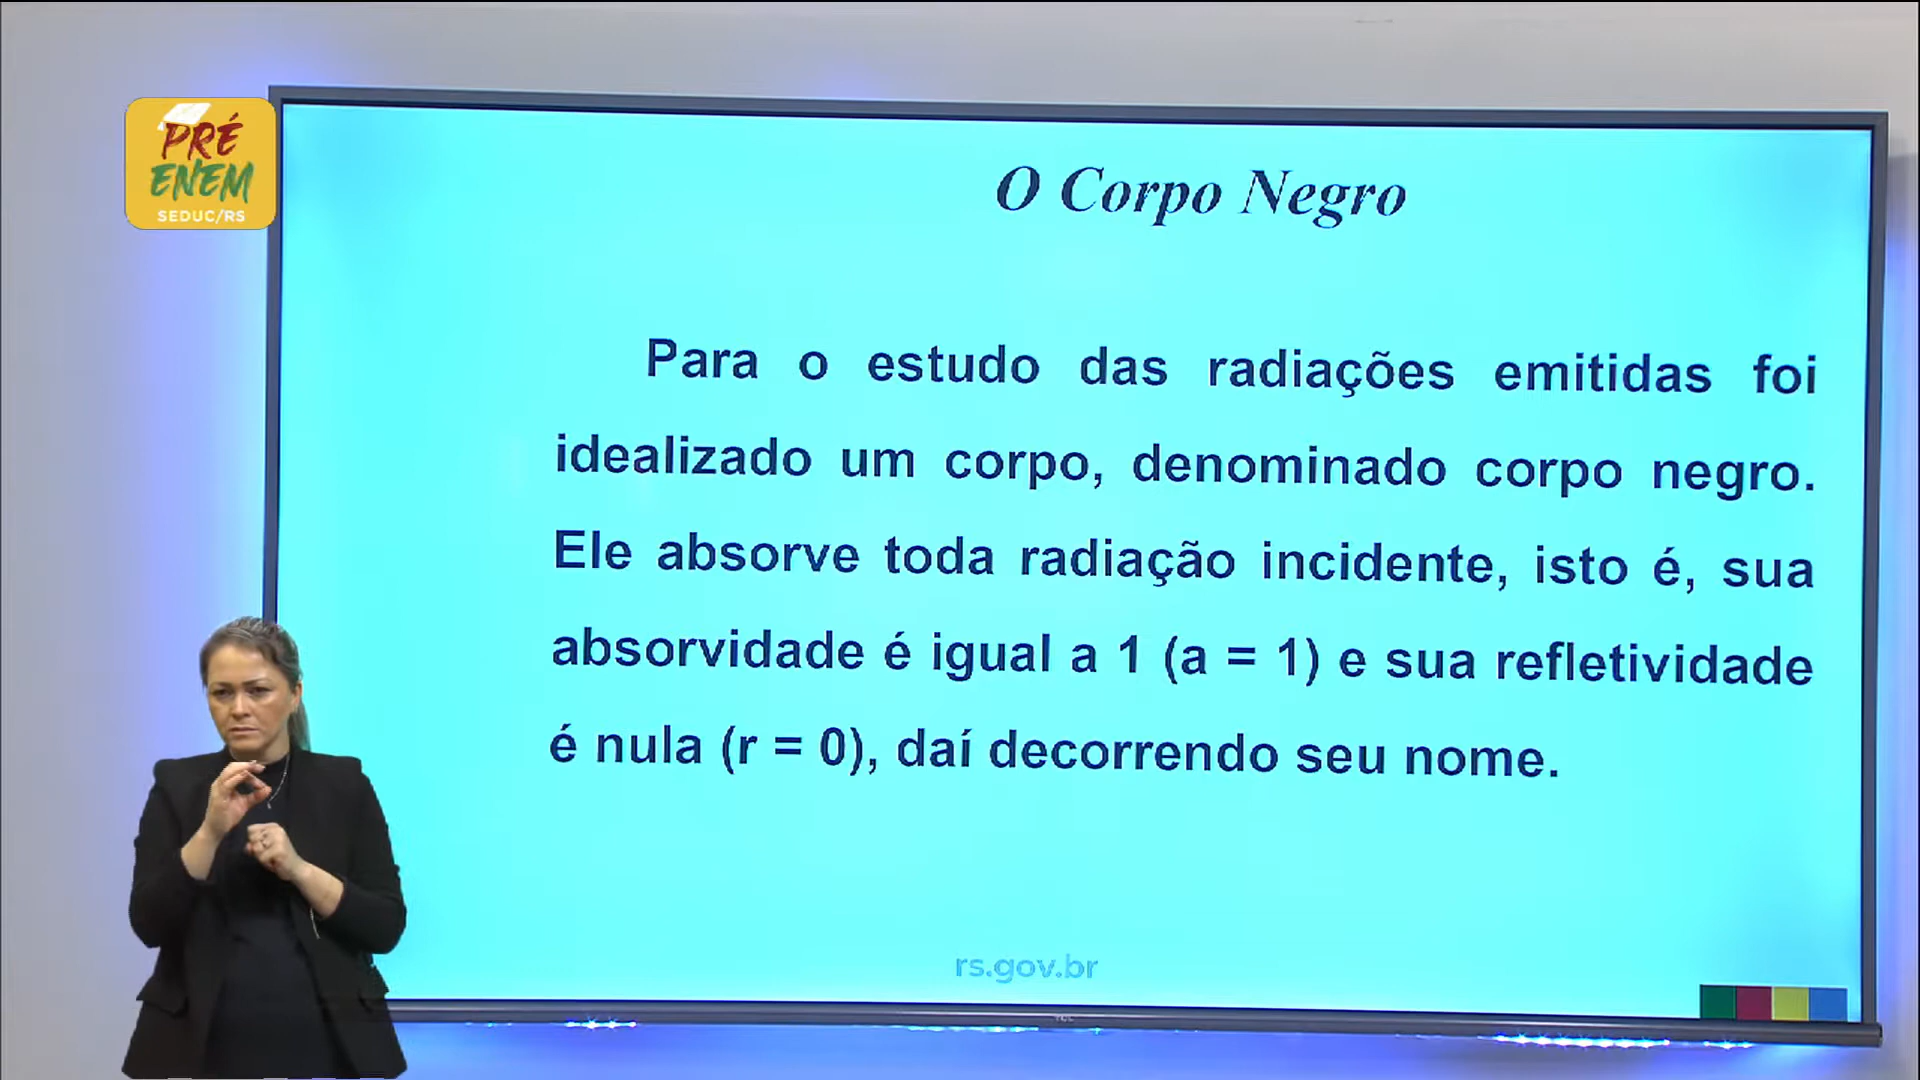 PRÉ
ENEM
SEDUC/RS
O Corpo Negro
Para o estudo das radiações emitidas foi
idealizado um corpo, denominado corpo negro.
Ele absorve toda radiação incidente, isto é, sua
absorvidade é igual a 1 (a = 1) e sua refletividade
é nula (r = 0), daí decorrendo seu nome.
rs.gov.br
TCL